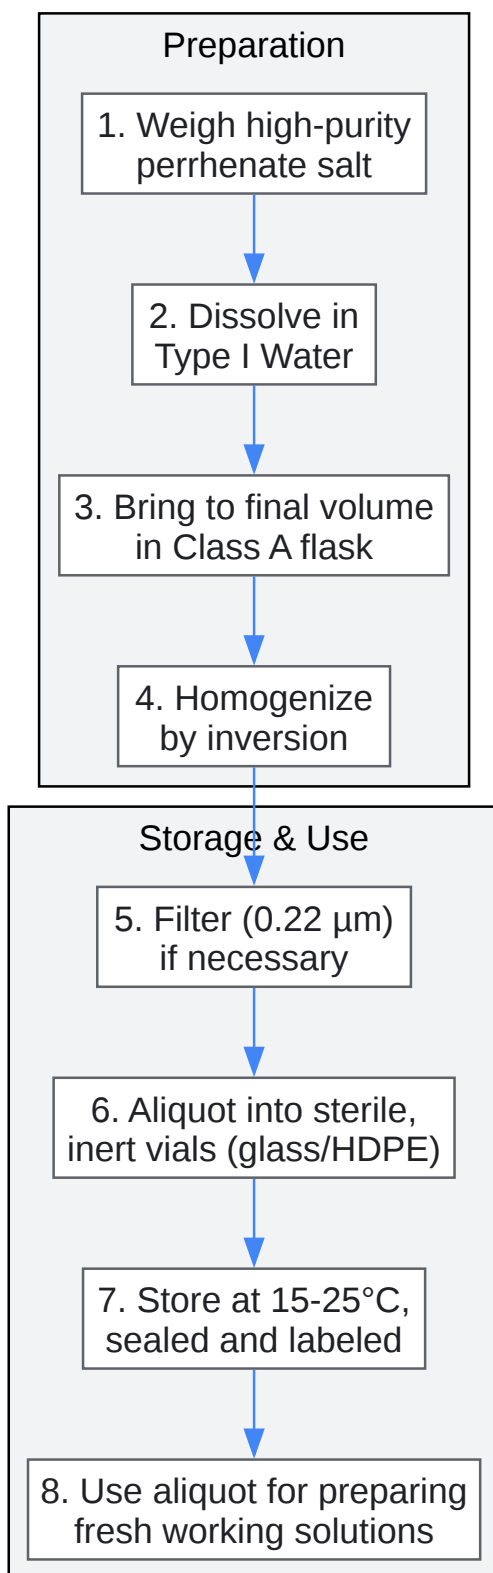 Preparation
1. Weigh high-purity
perrhenate salt
2. Dissolve in
Type I Water
3. Bring to final volume
in Class A flask
4. Homogenize
by inversion
Storage & Use
5. Filter (0.22 µm)
if necessary
6. Aliquot into sterile,
inert vials (glass/HDPE)
7. Store at 15-25°C,
sealed and labeled
8. Use aliquot for preparing
fresh working solutions